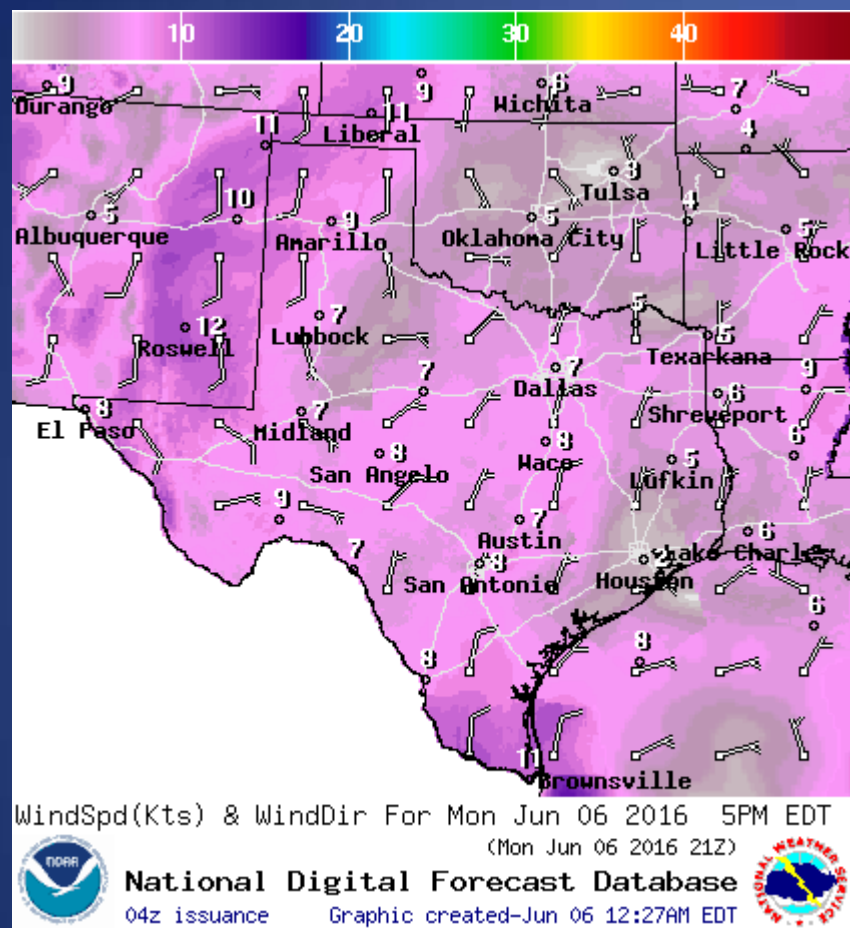 10 20 30 40
9 Durango
9
11 Liberal
6 Wichita
7
11
4
10
5 Albuquerque
9 Amarillo
5 Oklahoma City
3 Tulsa
4
5 Little Rock
12 Roswell
7 Lubbock
7
7 Dallas
5
5 Texarkana
8 El Paso
7 Midland
8 San Angelo
8 Waco
6 Shreveport
9
6
5 Lufkin
9
7
7 Austin
8 San Antonio
2 Houston
6 Lake Charles
6
8
8
11 Brownsville
WindSpd(Kts) & WindDir For Mon Jun 06 2016 5PM EDT
(Mon Jun 06 2016 21Z)
NOAA
National Digital Forecast Database
04z issuance Graphic created-Jun 06 12:27AM EDT
NATIONAL WEATHER SERVICE